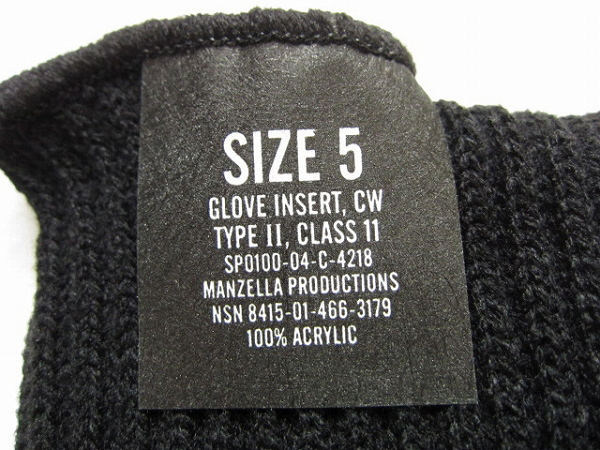 SIZE 5
GLOVE INSERT, CW
TYPE II, CLASS 11
SP0100-04-C-4218
MANZELLA PRODUCTIONS
NSN 8415-01-466-3179
100% ACRYLIC